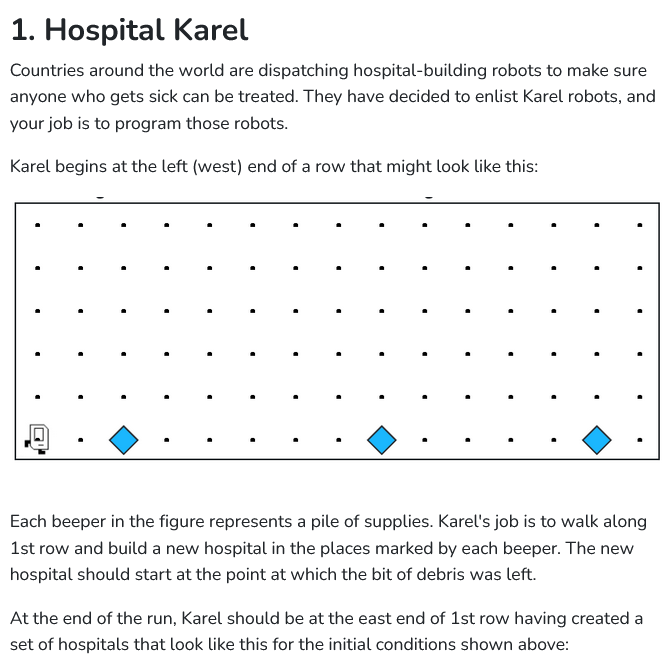 1. Hospital Karel
Countries around the world are dispatching hospital-building robots to make sure
anyone who gets sick can be treated. They have decided to enlist Karel robots, and
your job is to program those robots.
Karel begins at the left (west) end of a row that might look like this:
Each beeper in the figure represents a pile of supplies. Karel's job is to walk along
1st row and build a new hospital in the places marked by each beeper. The new
hospital should start at the point at which the bit of debris was left.
At the end of the run, Karel should be at the east end of 1st row having created a
set of hospitals that look like this for the initial conditions shown above: